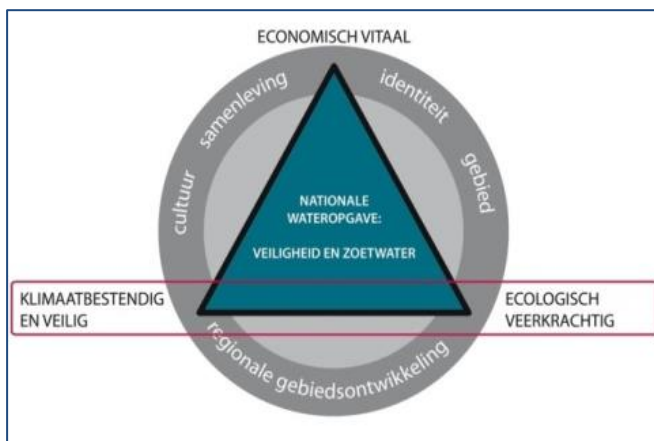 ECONOMISCH VITAAL
cultuur samenleving
identiteit gebied
NATIONALE
WATEROPGAVE:
VEILIGHEID EN ZOETWATER
KLIMAATBESTENDIG
EN VEILIG
ECOLOGISCH
VEERKRACHTIG
regionale gebiedsontwikkeling